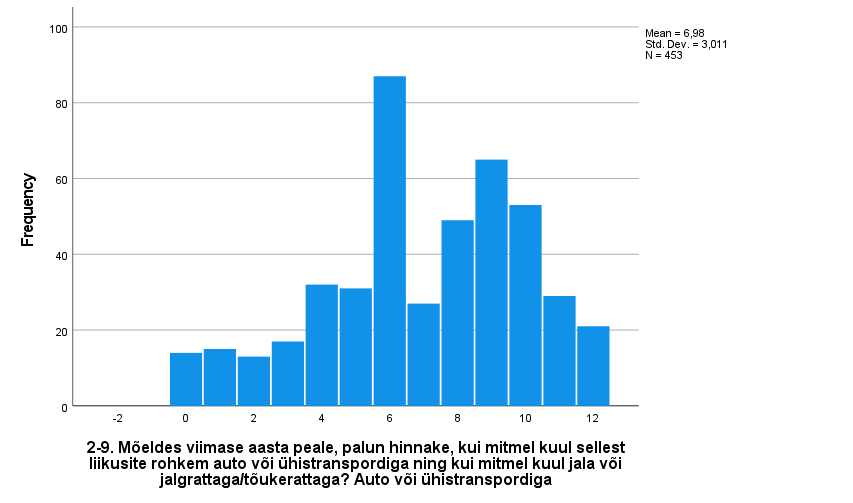 100
80
60
40
20
0
Frequency
-2 0 2 4 6 8 10 12
Mean = 6,98
Std. Dev. = 3,011
N = 453
2-9. Mõeldes viimase aasta peale, palun hinnake, kui mitmel kuul sellest
liikusite rohkem auto või ühistranspordiga ning kui mitmel kuul jala või
jalgrattaga/tõukerattaga? Auto või ühistranspordiga